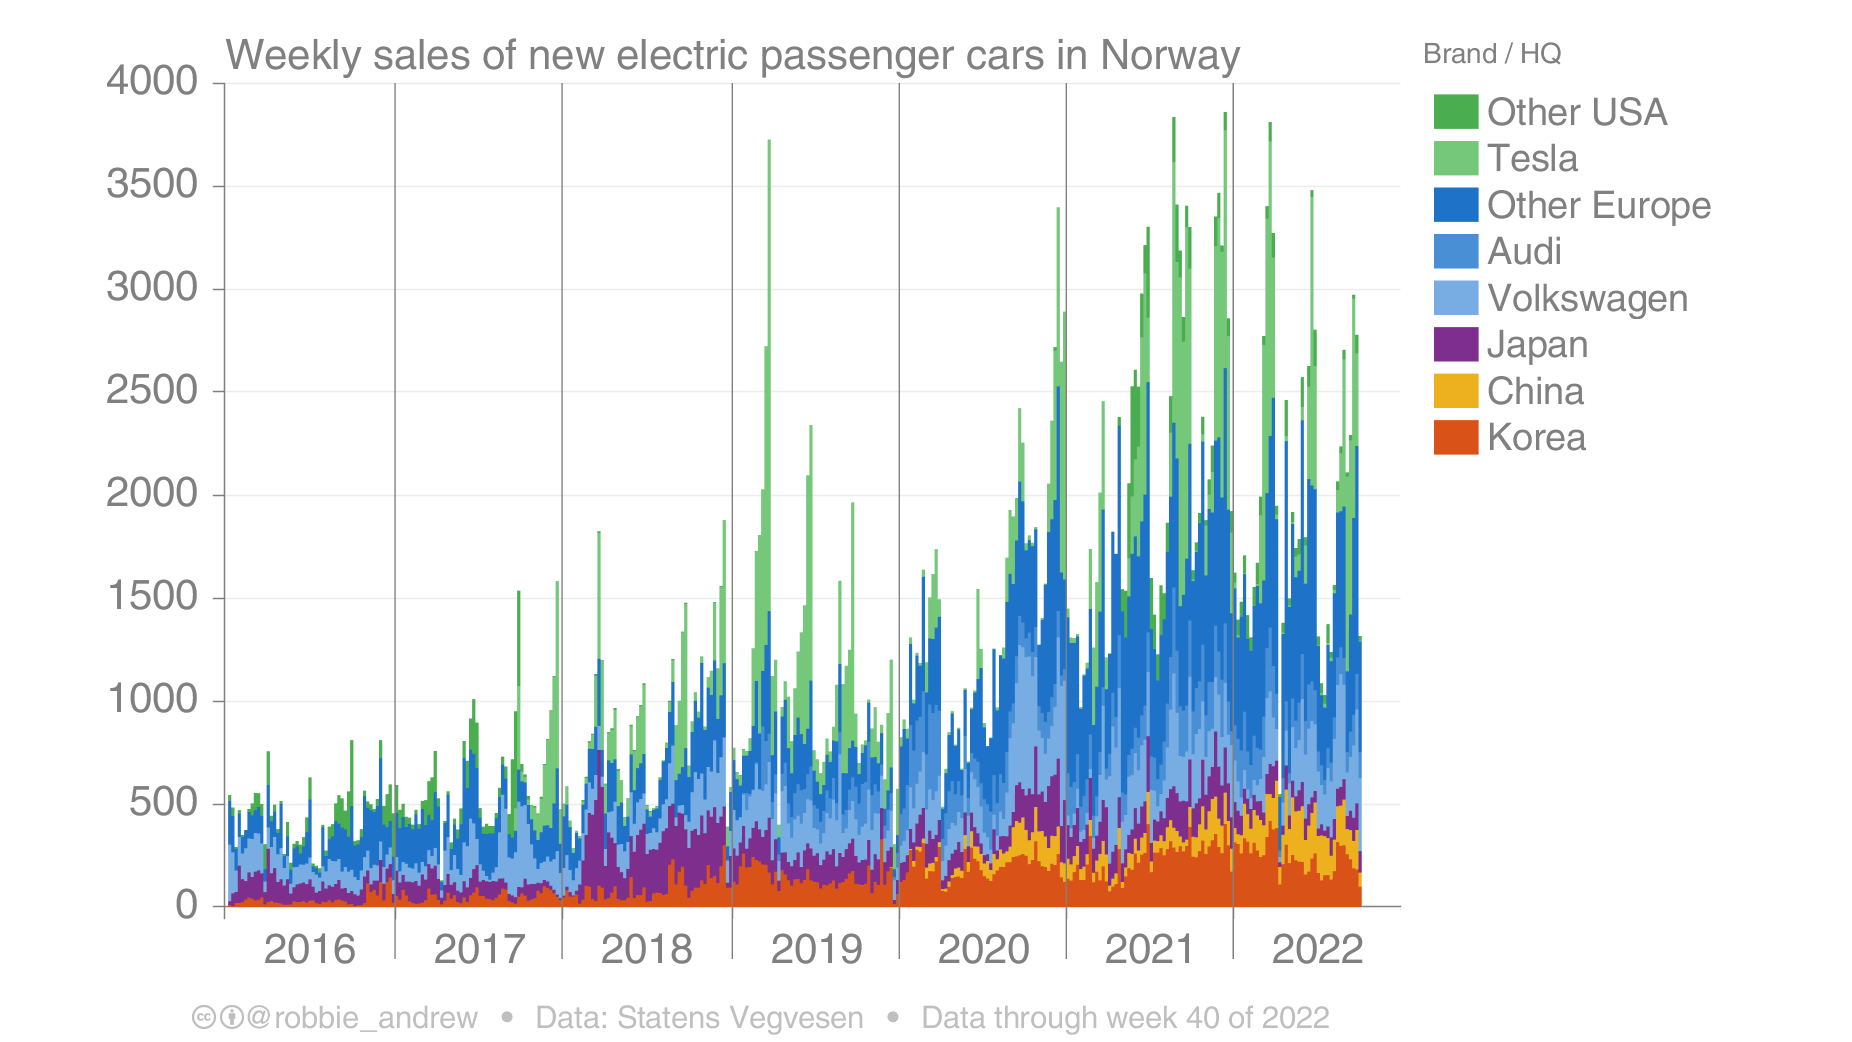 Weekly sales of new electric passenger cars in Norway
Brand / HQ
Other USA
Tesla
Other Europe
Audi
Volkswagen
Japan
China
Korea
4000
3500
3000
2500
2000
1500
1000
500
0
2016 2017 2018 2019 2020 2021 2022
cc @robbie_andrew • Data: Statens Vegvesen • Data through week 40 of 2022